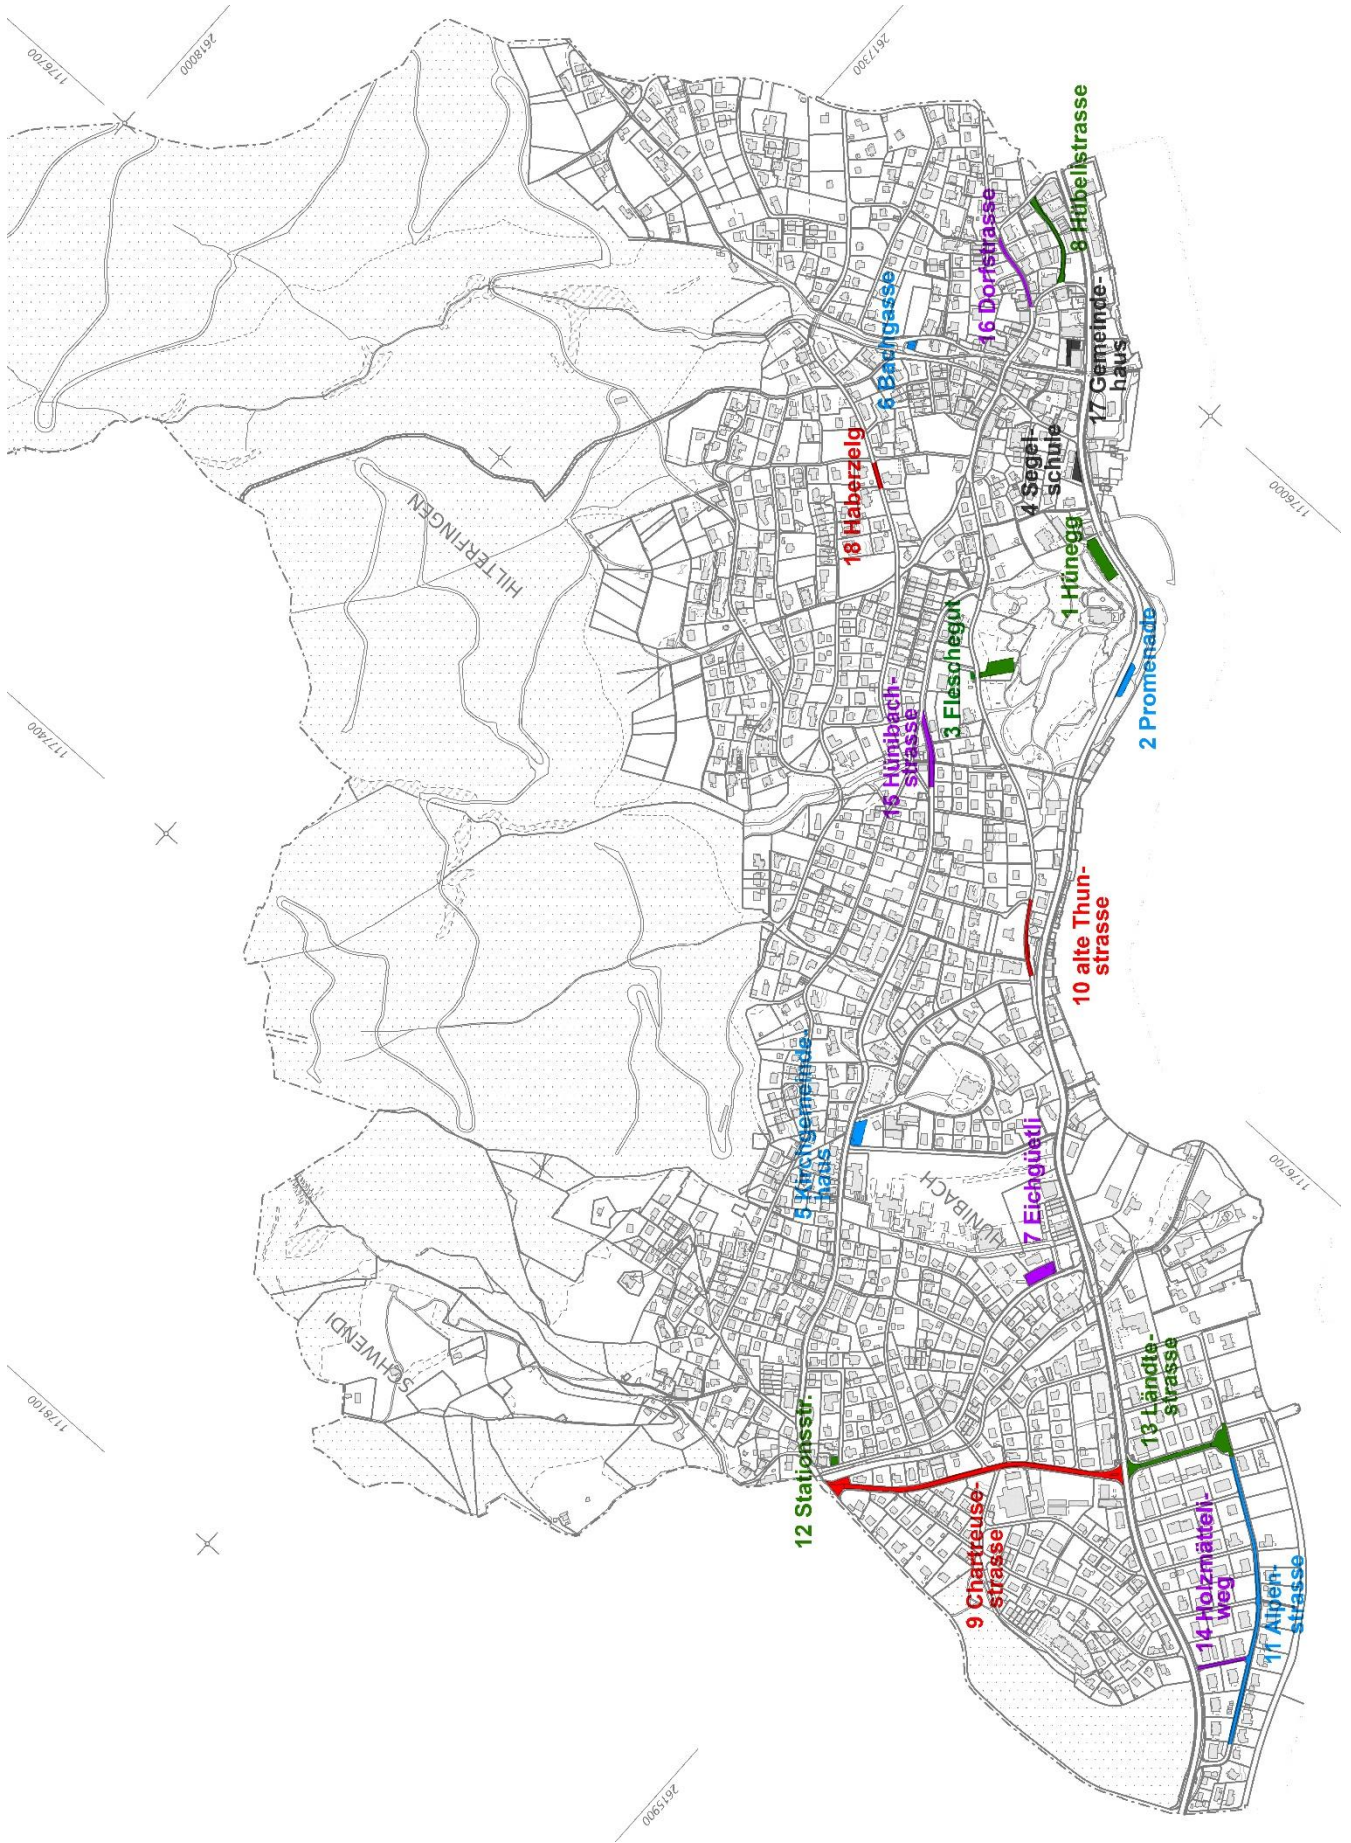 1176700
2618000
2617300
8 Hübelistrasse
16 Dorfstrasse
6 Bachgasse
17 Gemeinde-
haus
4 Segel-
schule
18 Haberzelg
HILTERFINGEN
1176000
1 Hünegg
3 Fleschegut
2 Promenade
15 Hünibach-
strasse
1177400
10 alte Thun-
strasse
5 Kirchgemeinde-
haus
HÜNIBACH
7 Eichgüetli
1176700
SCHWENDI
1178100
13 Ländte-
strasse
12 Stationsstr.
9 Chartreuse-
strasse
14 Holzmätteli-
weg
11 Alpen-
strasse
2615900